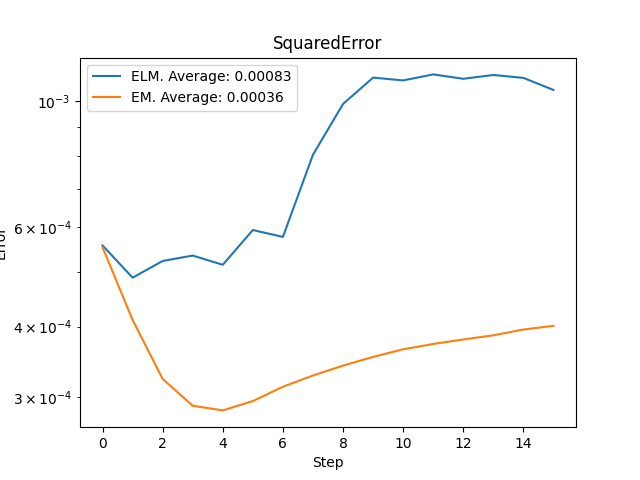 SquaredError
ELM. Average: 0.00083
EM. Average: 0.00036
10⁻³
6 × 10⁻⁴
4 × 10⁻⁴
3 × 10⁻⁴
Error
0 2 4 6 8 10 12 14
Step